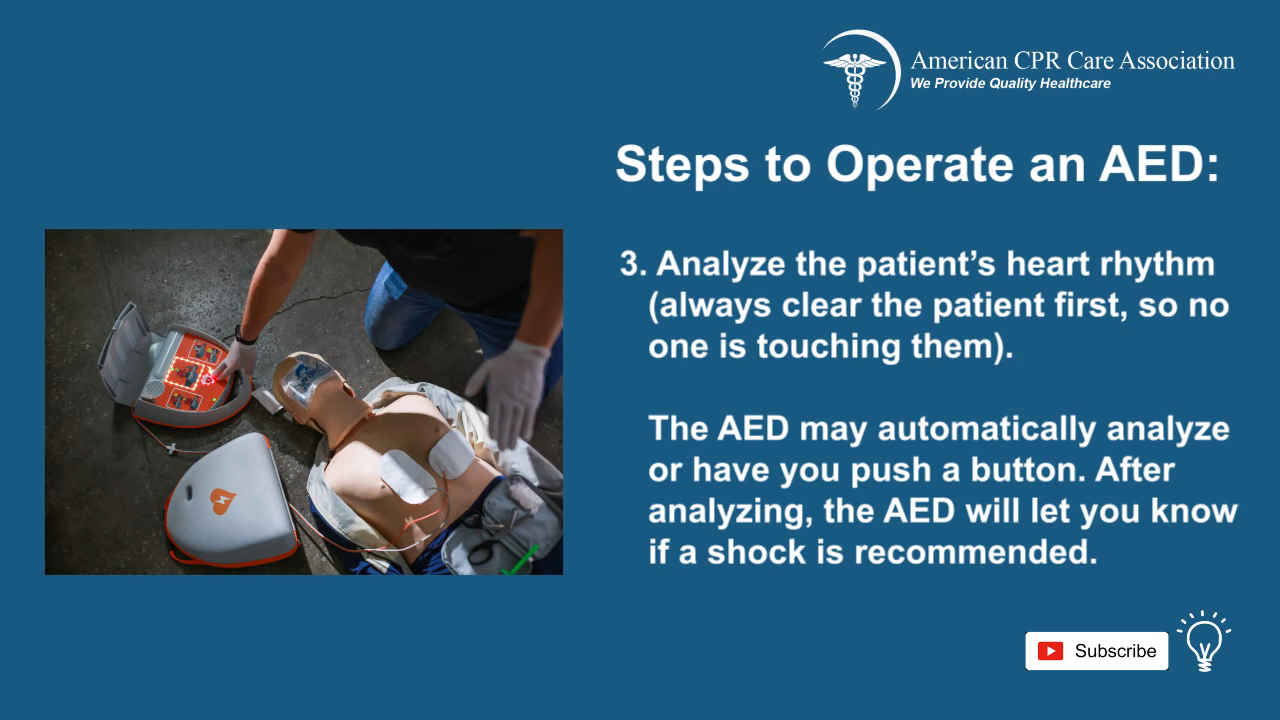 American CPR Care Association
We Provide Quality Healthcare
Steps to Operate an AED:
3. Analyze the patient’s heart rhythm
(always clear the patient first, so no
one is touching them).
The AED may automatically analyze
or have you push a button. After
analyzing, the AED will let you know
if a shock is recommended.
Subscribe